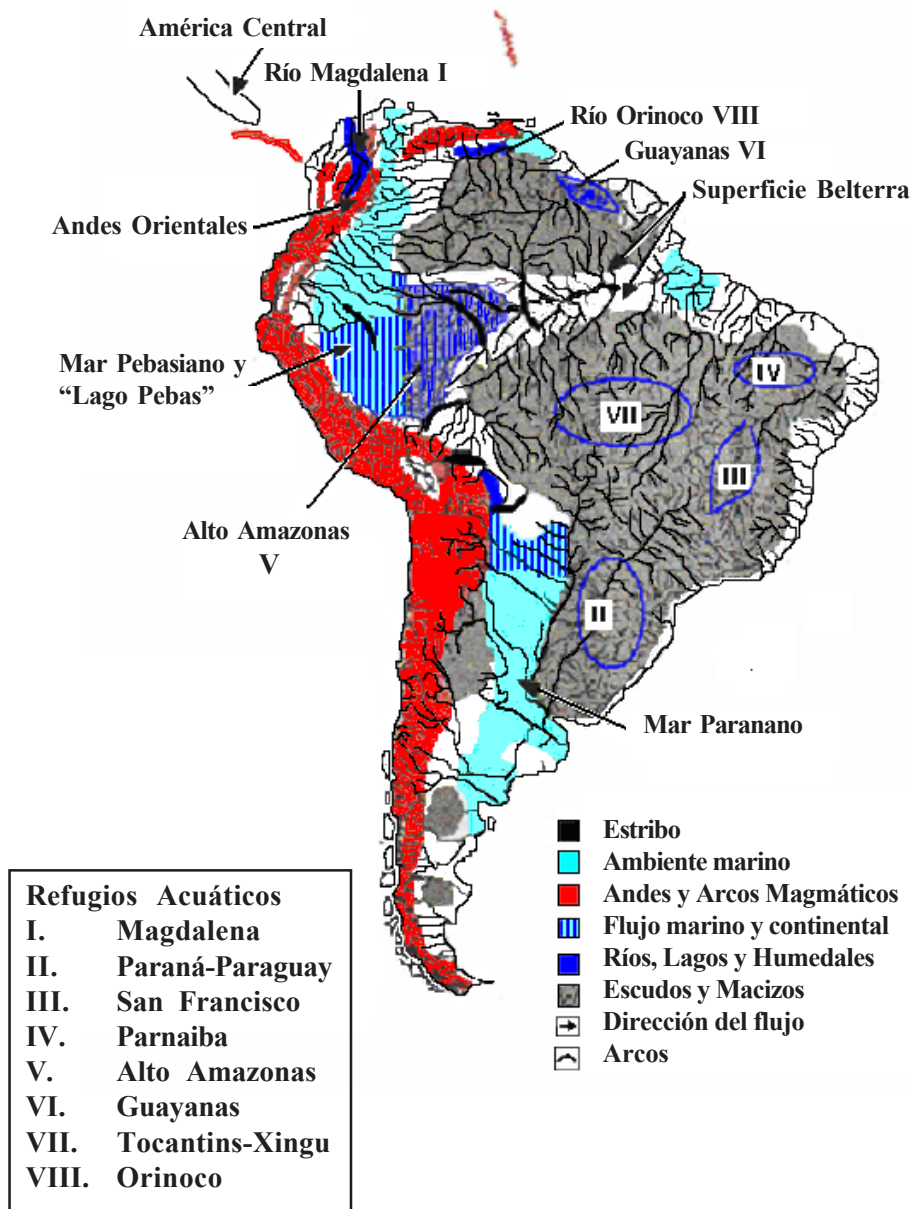 América Central
Río Magdalena I
Río Orinoco VIII
Guayanas VI
Superficie Belterra
Andes Orientales
Mar Pebasiano y
“Lago Pebas”
IV
VII
III
Alto Amazonas
V
II
Mar Paranano
Estribo
Ambiente marino
Andes y Arcos Magmáticos
Flujo marino y continental
Ríos, Lagos y Humedales
Escudos y Macizos
Dirección del flujo
Arcos
Refugios Acuáticos
I. Magdalena
II. Paraná-Paraguay
III. San Francisco
IV. Parnaiba
V. Alto Amazonas
VI. Guayanas
VII. Tocantins-Xingu
VIII. Orinoco